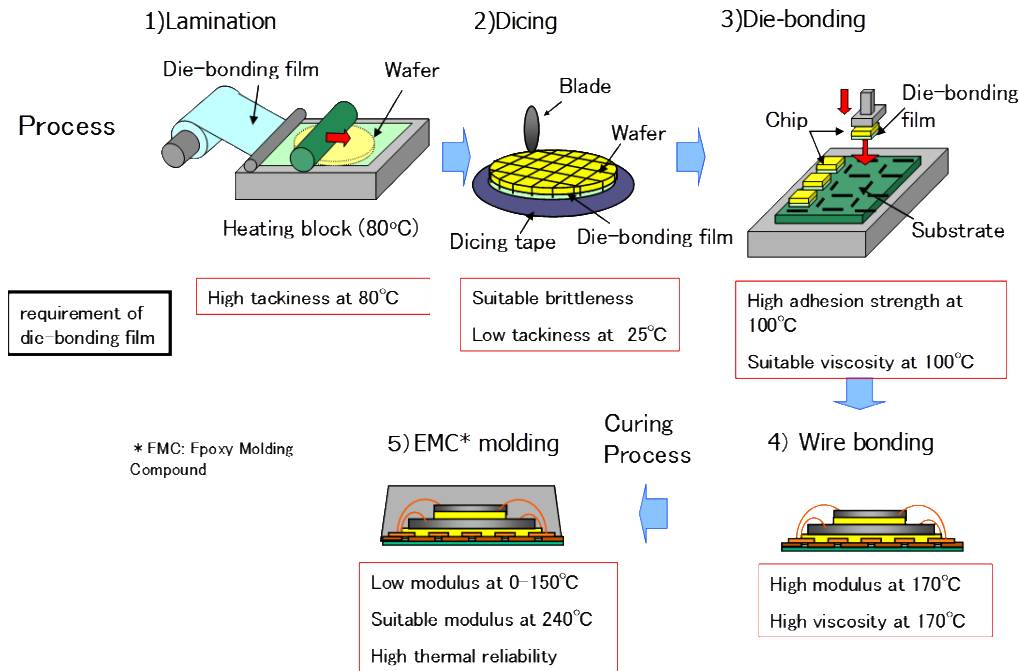 1)Lamination
Die-bonding film
Wafer
Process
Heating block (80°C)
2)Dicing
Blade
Wafer
Dicing tape
Die-bonding film
3)Die-bonding
Die-bonding
film
Chip
Substrate
requirement of
die-bonding film
High tackiness at 80℃
Suitable brittleness
Low tackiness at 25℃
High adhesion strength at
100℃
Suitable viscosity at 100℃
4) Wire bonding
High modulus at 170℃
High viscosity at 170℃
Curing
Process
5)EMC* molding
Low modulus at 0-150℃
Suitable modulus at 240℃
High thermal reliability
* EMC: Epoxy Molding
Compound